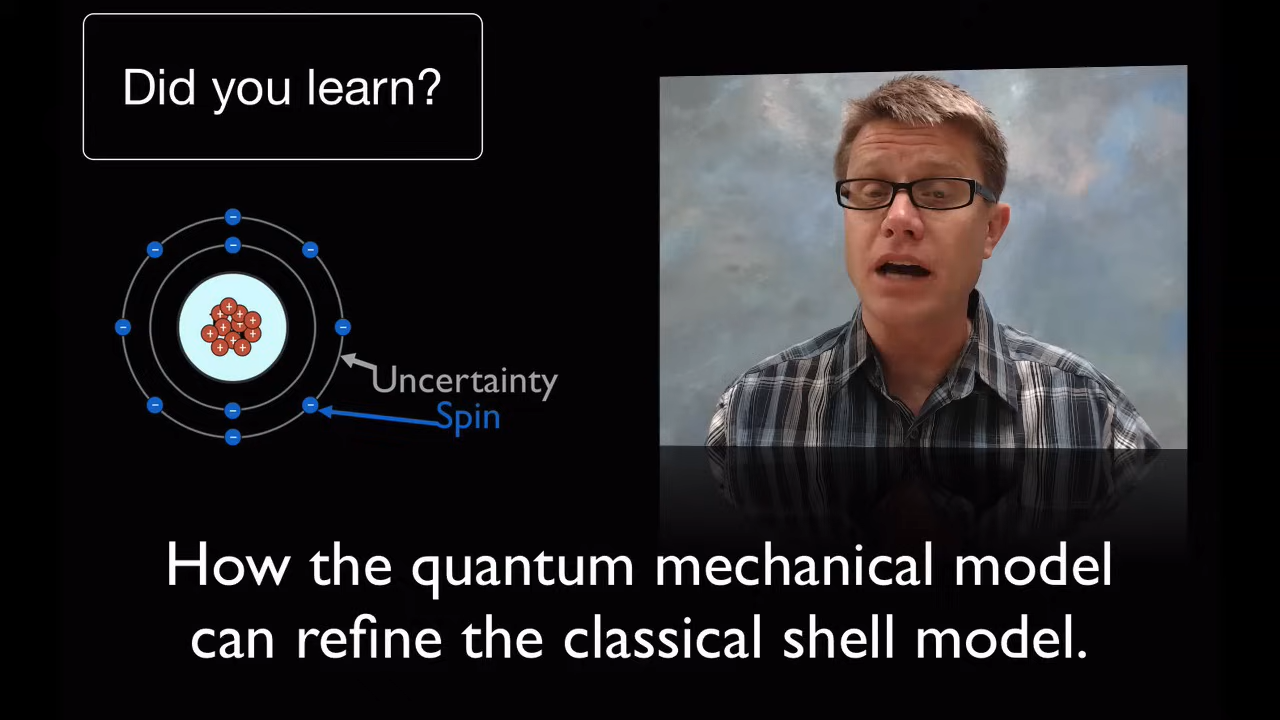 Did you learn?
Uncertainty
Spin
How the quantum mechanical model
can refine the classical shell model.